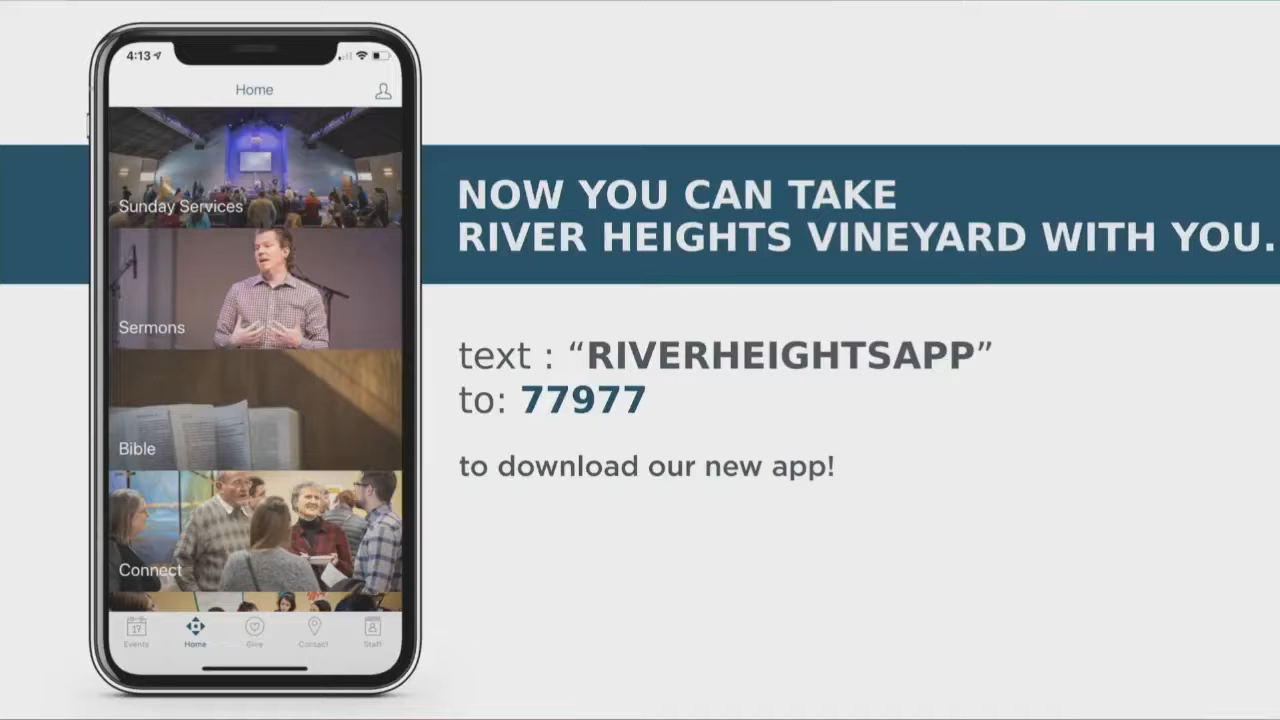 4:13
Home
Sunday Services
Sermons
Bible
Connect
17
Events
Home
Give
Contact
Staff
NOW YOU CAN TAKE
RIVER HEIGHTS VINEYARD WITH YOU.
text : “RIVERHEIGHTSAPP”
to: 77977
to download our new app!